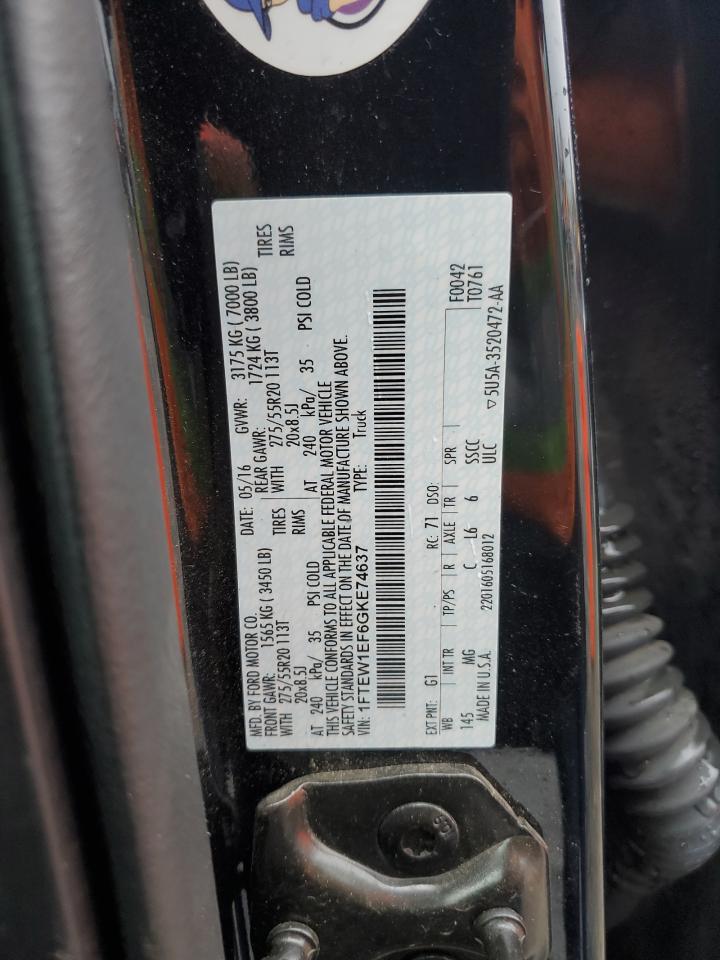 MFD. BY FORD MOTOR CO. DATE: 05/16 GVWR: 3175 KG ( 7000 LB)
FRONT GAWR: 1565 KG ( 3450 LB) REAR GAWR: 1724 KG ( 3800 LB)
WITH 275/55R20 113T TIRES WITH 275/55R20 113T TIRES
20x8.5J RIMS 20x8.5J RIMS
AT 240 kPa/ 35 PSI COLD AT 240 kPa/ 35 PSI COLD
THIS VEHICLE CONFORMS TO ALL APPLICABLE FEDERAL MOTOR VEHICLE
SAFETY STANDARDS IN EFFECT ON THE DATE OF MANUFACTURE SHOWN ABOVE.
VIN: 1FTEW1EF6GKE74637 TYPE: Truck
EXT PNT: G1 RC: 71 DSO: F0042
WB INT TR TP/PS R AXLE TR SPR T0761
145 MG C L6 6 SSCC
MADE IN U.S.A. 2201605168012 ULC ▽5U5A-3520472-AA